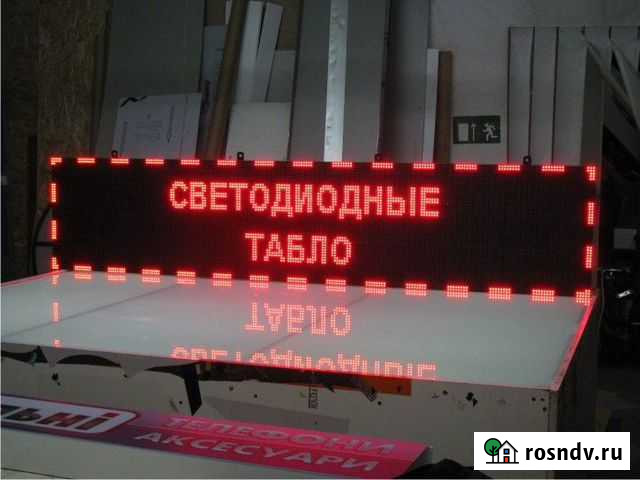 СВЕТОДИОДНЫЕ
ТАБЛО
ТЕЛЕФОНИ
АКСЕСУАРИ
rosndv.ru